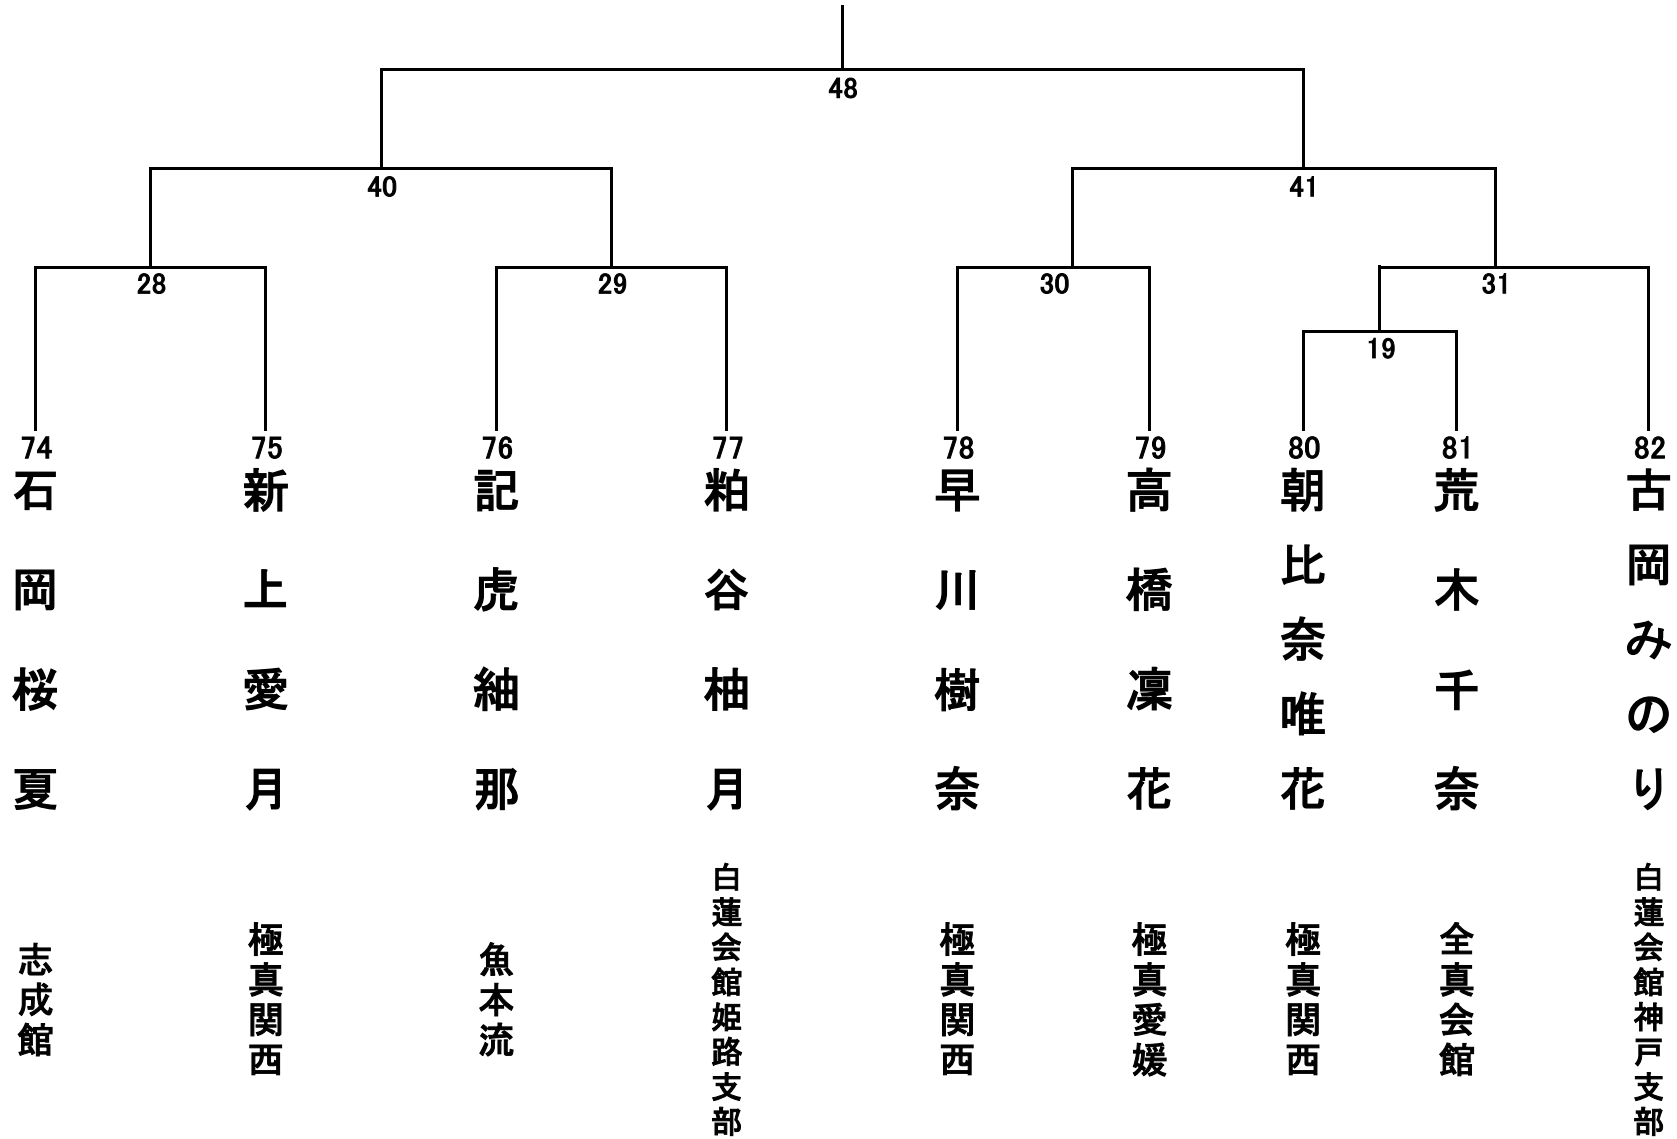 48
40
41
28
29
30
31
19
74
75
76
77
78
79
80
81
82
石岡桜夏
新上愛月
記虎紬那
粕谷柚月
早川樹奈
高橋凜花
朝比奈唯花
荒木千奈
古岡みのり
志成館
極真関西
魚本流
白蓮会館姫路支部
極真関西
極真愛媛
極真関西
全真会館
白蓮会館神戸支部